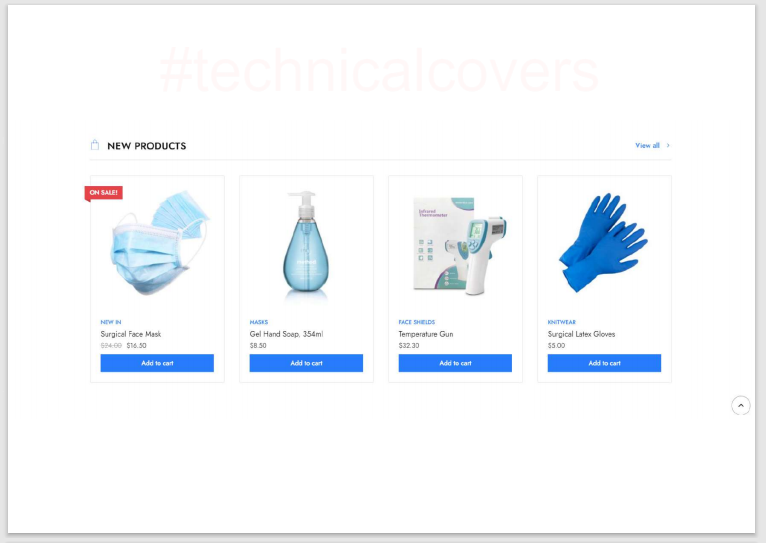 #technicalcovers
NEW PRODUCTS
View all
ON SALE!
NEW IN
Surgical Face Mask
$24.00 $16.50
Add to cart
Infrared
Thermometer
MASKS
Gel Hand Soap, 354ml
$8.50
Add to cart
FACE SHIELDS
Temperature Gun
$32.30
Add to cart
KNITWEAR
Surgical Latex Gloves
$5.00
Add to cart